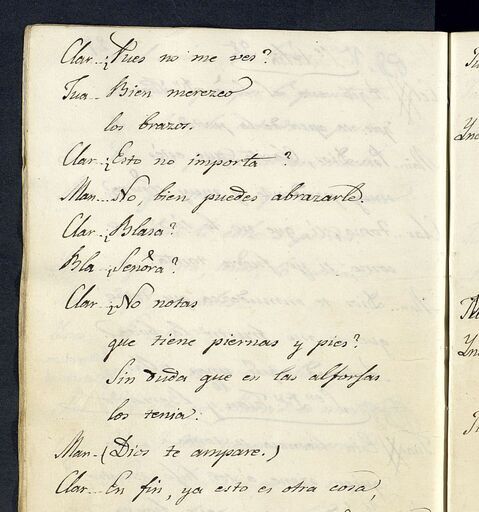 Clar.. ¿Pues no me ves?
Jua.. Bien merezco
los brazos.
Clar.. ¿Esto no importa?
Man... No, bien puedes abrazarle.
Clar.. ¿Blasa?
Bla.. ¿Señora?
Clar.. ¿No notas
que tiene piernas y pies?
Sin duda que en las alforjas
los tenia.
Man.. (Dios te ampare.)
Clar... En fin, ya esto es otra cosa,